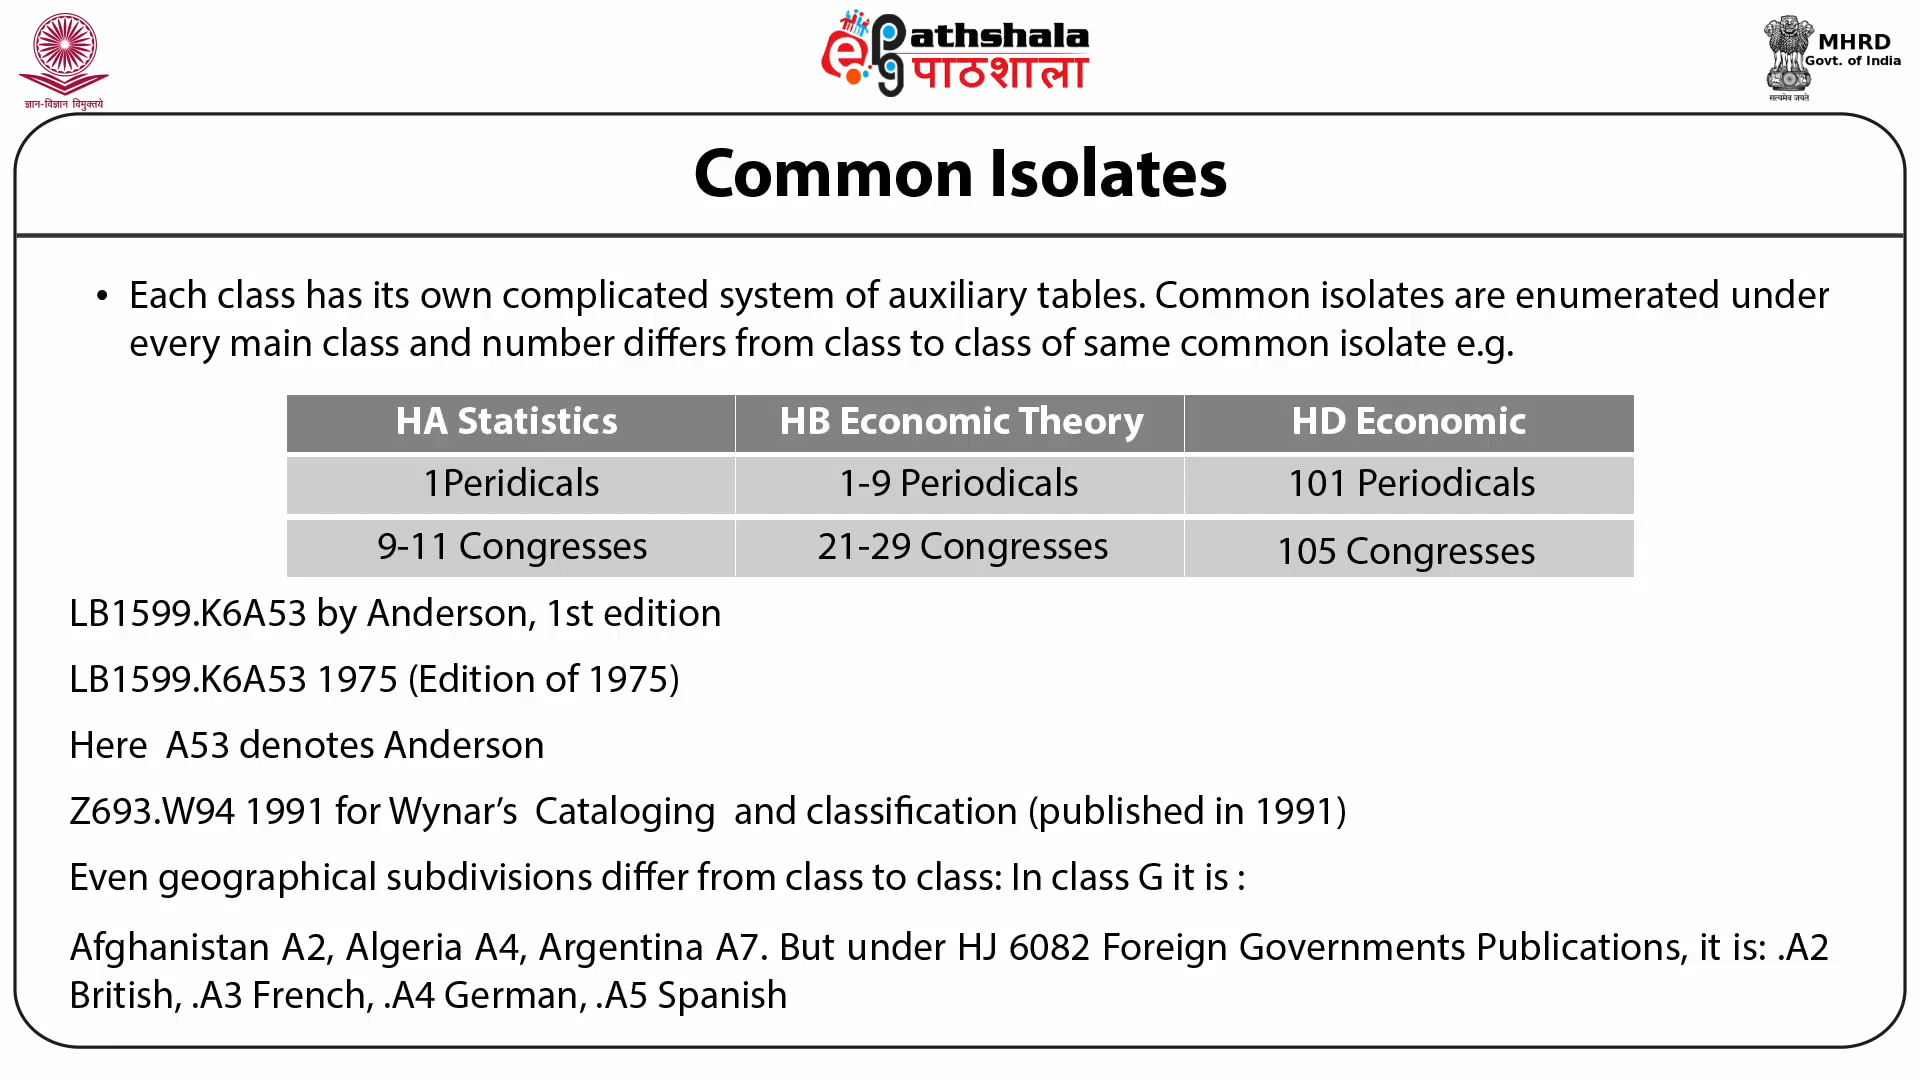 ज्ञान-विज्ञान विमुक्तये
ePathshala
पाठशाला
MHRD
Govt. of India
सत्यमेव जयते
Common Isolates
• Each class has its own complicated system of auxiliary tables. Common isolates are enumerated under
every main class and number differs from class to class of same common isolate e.g.
HA Statistics HB Economic Theory HD Economic
1Peridicals 1-9 Periodicals 101 Periodicals
9-11 Congresses 21-29 Congresses 105 Congresses
LB1599.K6A53 by Anderson, 1st edition
LB1599.K6A53 1975 (Edition of 1975)
Here A53 denotes Anderson
Z693.W94 1991 for Wynar’s Cataloging and classification (published in 1991)
Even geographical subdivisions differ from class to class: In class G it is :
Afghanistan A2, Algeria A4, Argentina A7. But under HJ 6082 Foreign Governments Publications, it is: .A2
British, .A3 French, .A4 German, .A5 Spanish